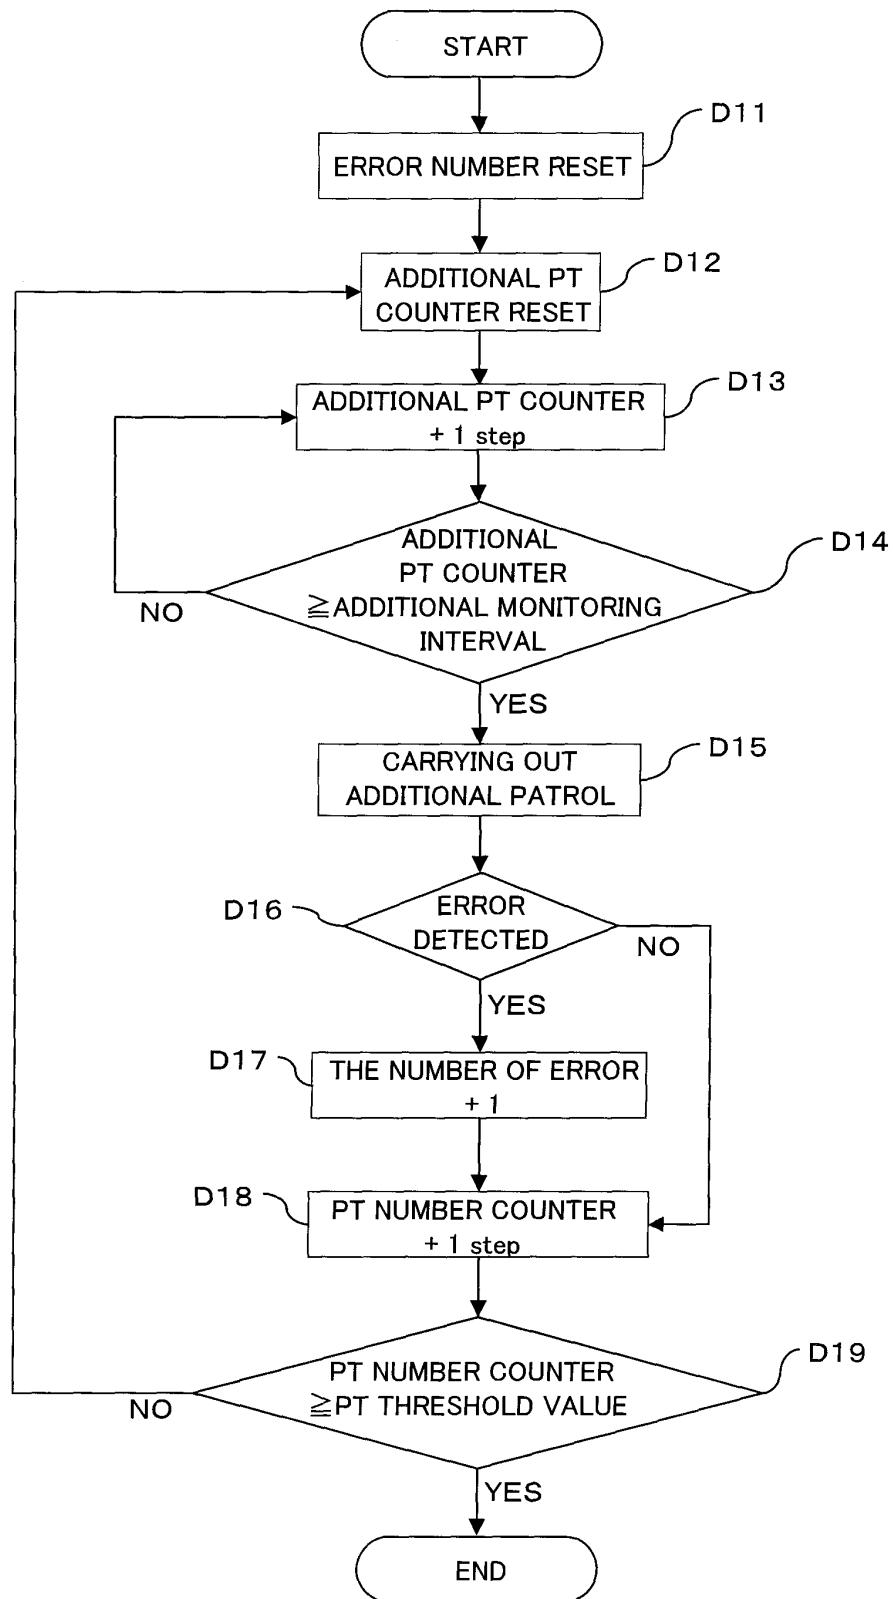 START
D11
ERROR NUMBER RESET
D12
ADDITIONAL PT
COUNTER RESET
D13
ADDITIONAL PT COUNTER
+ 1 step
D14
ADDITIONAL
PT COUNTER
≧ADDITIONAL MONITORING
INTERVAL
NO
YES
D15
CARRYING OUT
ADDITIONAL PATROL
D16
ERROR
DETECTED
NO
YES
D17
THE NUMBER OF ERROR
+ 1
D18
PT NUMBER COUNTER
+ 1 step
D19
PT NUMBER COUNTER
≧PT THRESHOLD VALUE
NO
YES
END